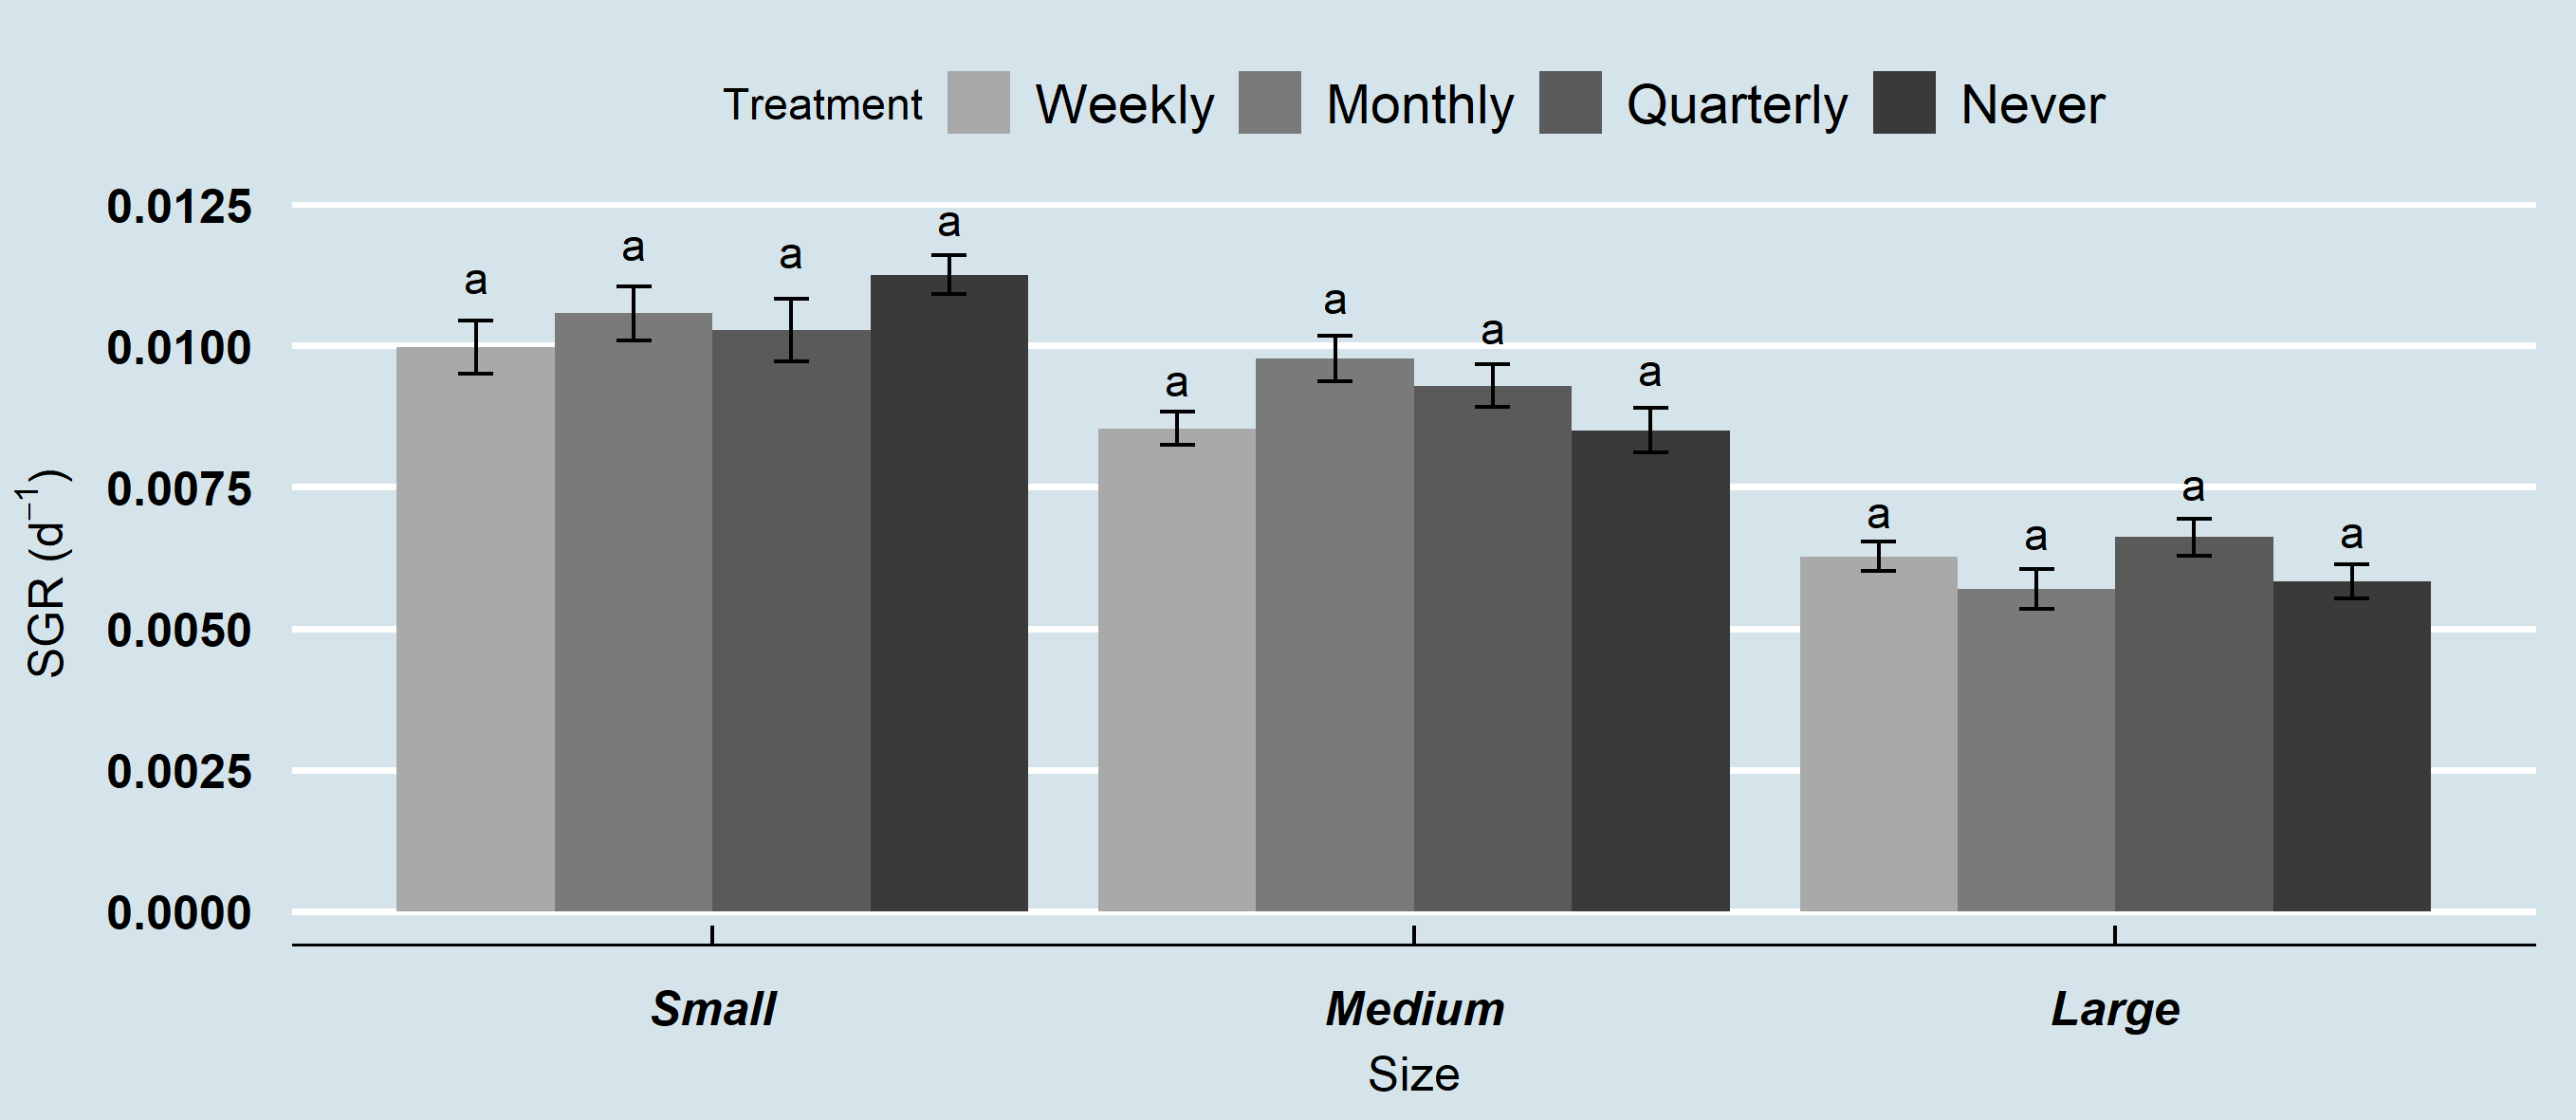 Treatment Weekly Monthly Quarterly Never
0.0125
0.0100
0.0075
0.0050
0.0025
0.0000
SGR (d⁻¹)
a a a a
a a a a
a a a a
Small Medium Large
Size